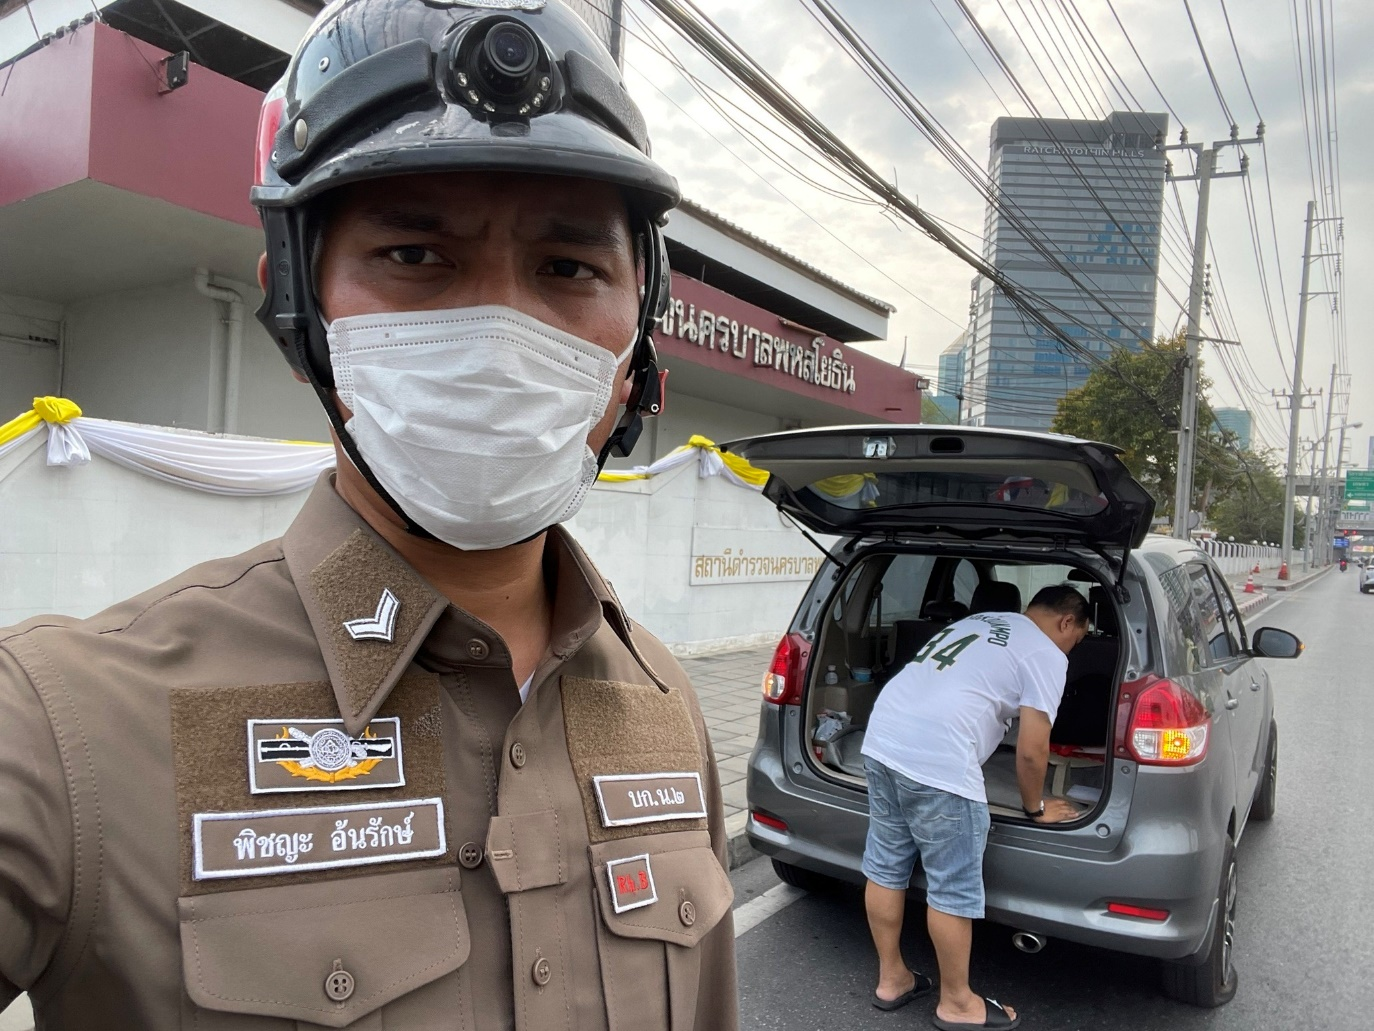 RATCHAYOTHIN HILLS
นครบาลพหลโยธิน
สถานีตำรวจนครบาล
34
พิชญะ อ้นรักษ์
บก.น.๒
Rh.B